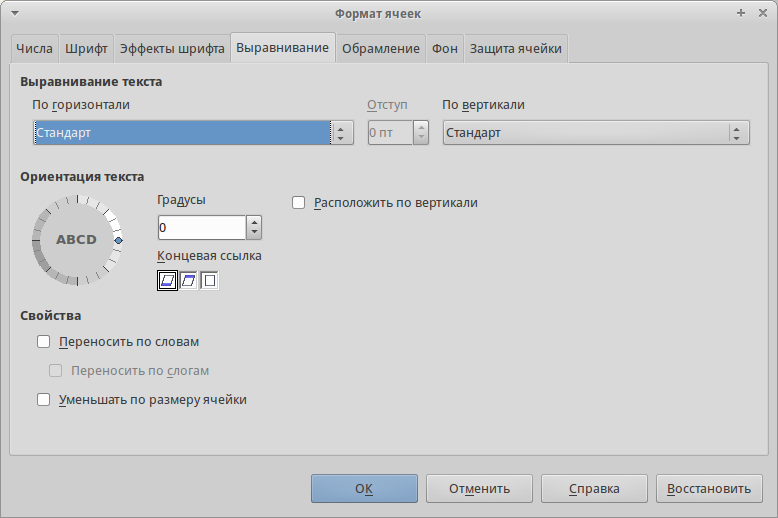 Формат ячеек
Числа Шрифт Эффекты шрифта Выравнивание Обрамление Фон Защита ячейки
Выравнивание текста
По горизонтали Отступ По вертикали
Стандарт 0 пт Стандарт
Ориентация текста
Градусы
ABCD
0
Расположить по вертикали
Концевая ссылка
Свойства
Переносить по словам
Переносить по слогам
Уменьшать по размеру ячейки
ОК Отменить Справка Восстановить